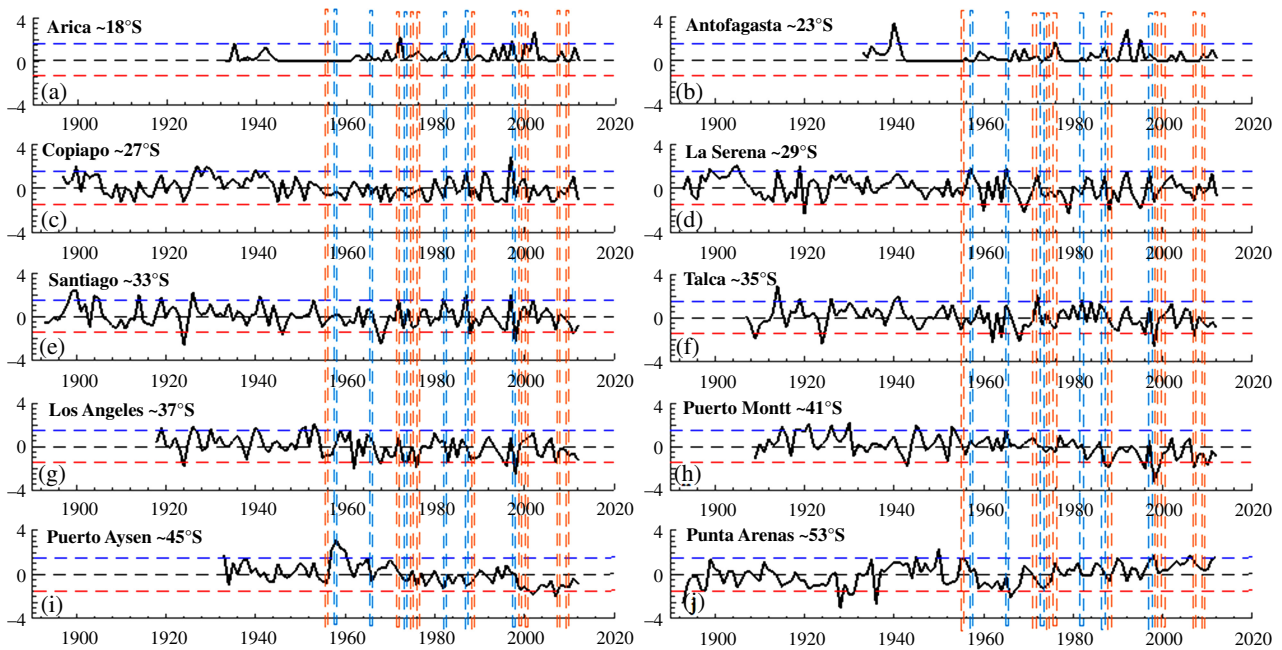 4
Arica ~18°S
0
(a)
−4
1900 1920 1940 1960 1980 2000 2020
4
Antofagasta ~23°S
0
(b)
−4
1900 1920 1940 1960 1980 2000 2020
4
Copiapo ~27°S
0
(c)
−4
1900 1920 1940 1960 1980 2000 2020
4
La Serena ~29°S
0
(d)
−4
1900 1920 1940 1960 1980 2000 2020
4
Santiago ~33°S
0
(e)
−4
1900 1920 1940 1960 1980 2000 2020
4
Talca ~35°S
0
(f)
−4
1900 1920 1940 1960 1980 2000 2020
4
Los Angeles ~37°S
0
(g)
−4
1900 1920 1940 1960 1980 2000 2020
4
Puerto Montt ~41°S
0
(h)
−4
1900 1920 1940 1960 1980 2000 2020
4
Puerto Aysen ~45°S
0
(i)
−4
1900 1920 1940 1960 1980 2000 2020
4
Punta Arenas ~53°S
0
(j)
−4
1900 1920 1940 1960 1980 2000 2020